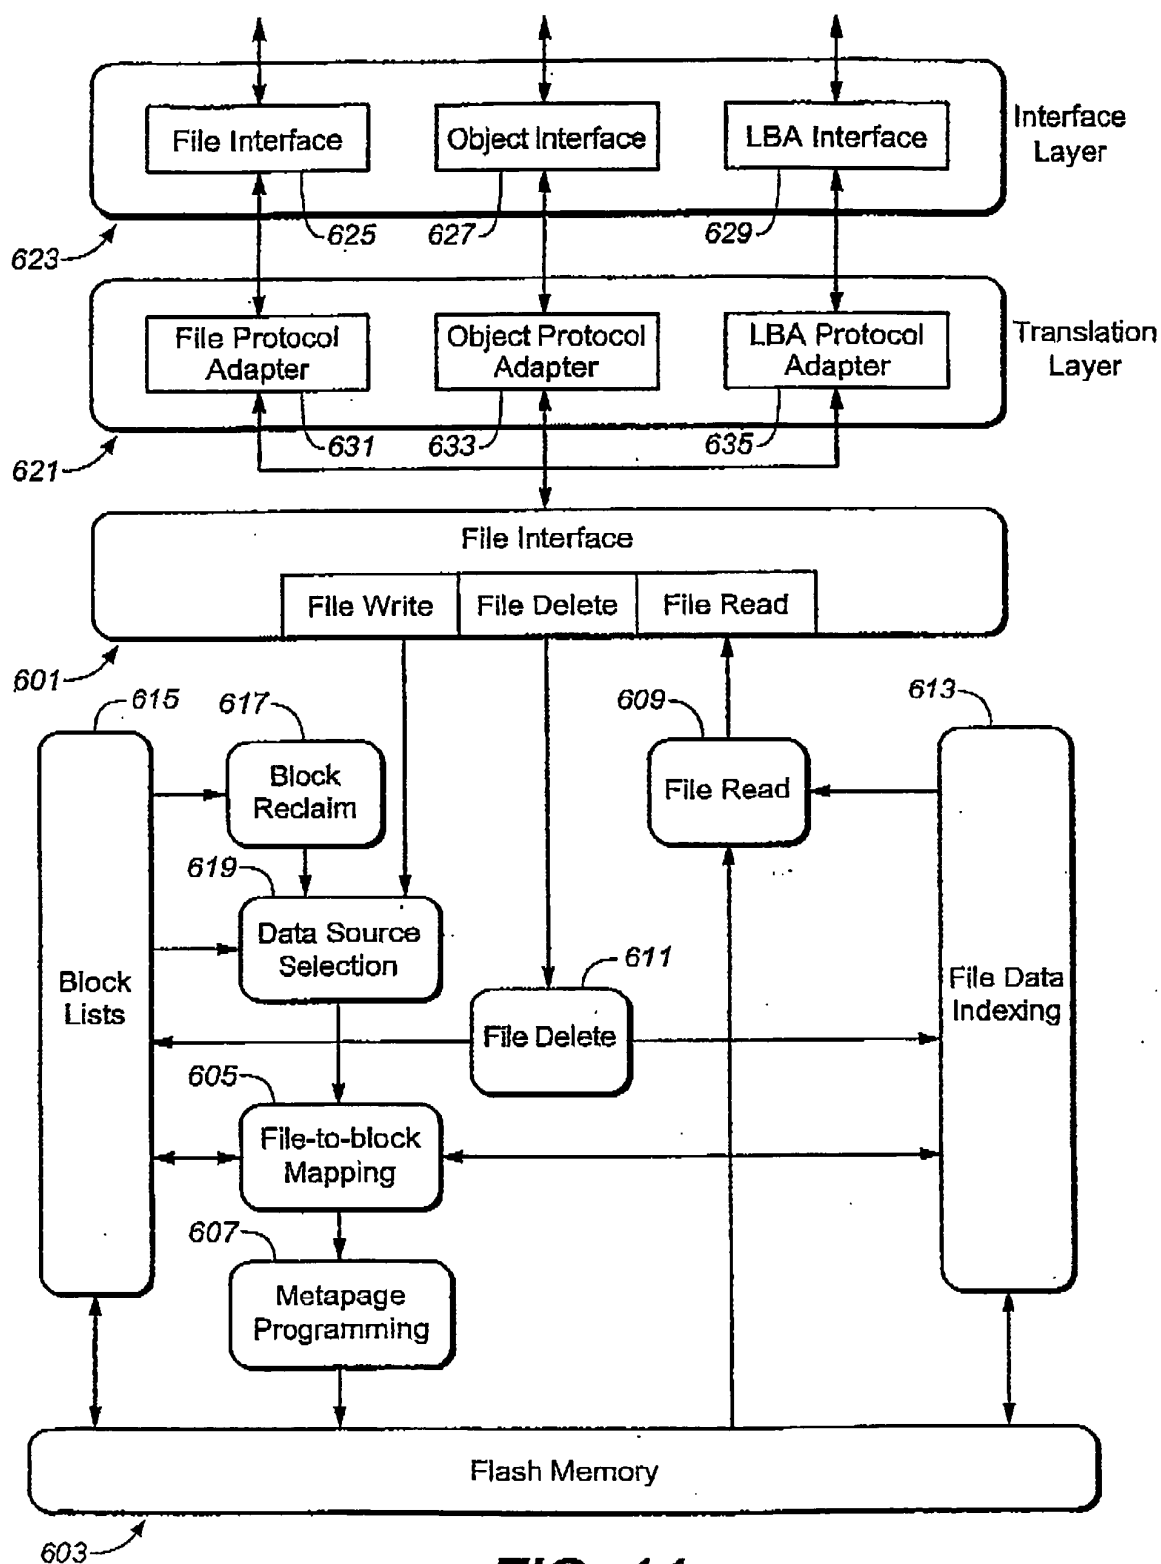 File Interface
Object Interface
LBA Interface
Interface
Layer
625
627
629
623
File Protocol
Adapter
Object Protocol
Adapter
LBA Protocol
Adapter
Translation
Layer
631
633
635
621
File Interface
File Write
File Delete
File Read
601
615
617
609
613
Block
Reclaim
File Read
619
Data Source
Selection
611
Block
Lists
File Delete
File Data
Indexing
605
File-to-block
Mapping
607
Metapage
Programming
Flash Memory
603